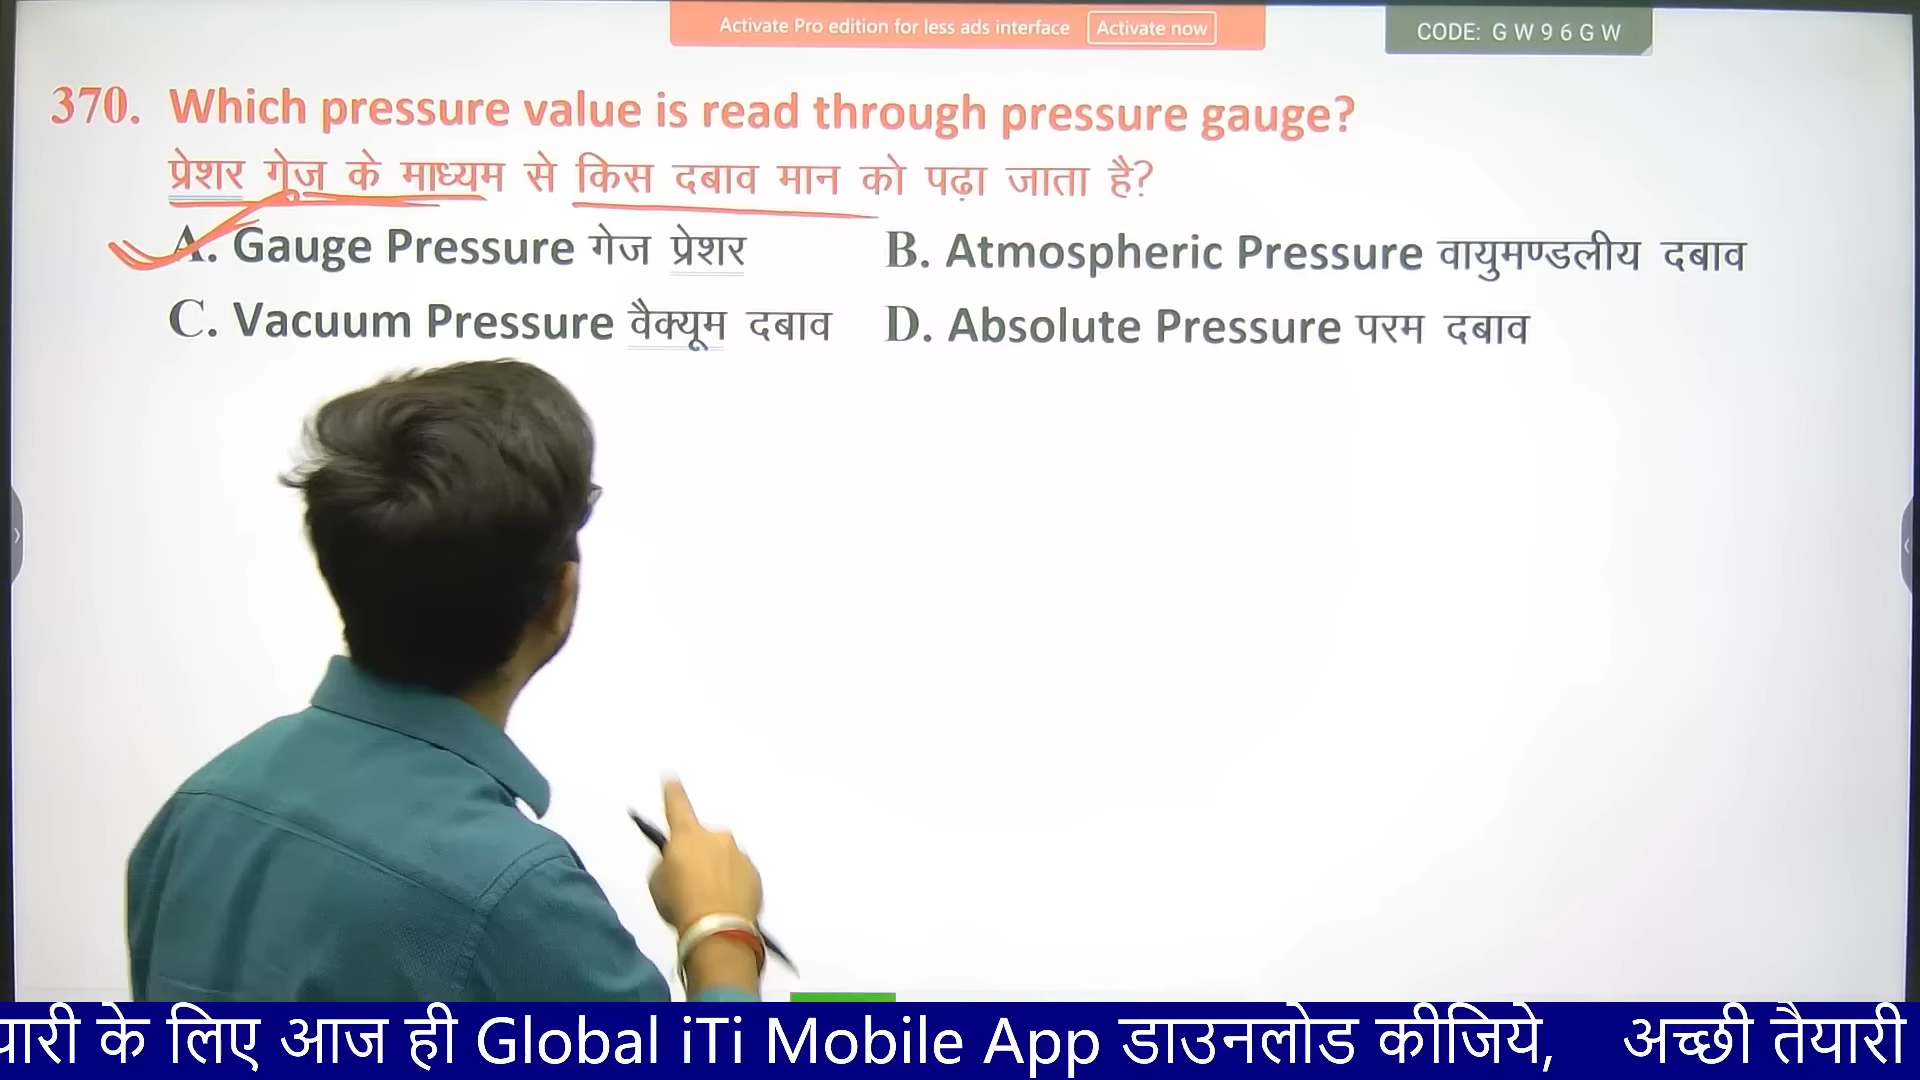 Activate Pro edition for less ads interface Activate now
CODE: G W 9 6 G W
370. Which pressure value is read through pressure gauge?
प्रेशर गेज के माध्यम से किस दबाव मान को पढ़ा जाता है?
A. Gauge Pressure गेज प्रेशर B. Atmospheric Pressure वायुमण्डलीय दबाव
C. Vacuum Pressure वैक्यूम दबाव D. Absolute Pressure परम दबाव
के लिए आज ही Global iTi Mobile App डाउनलोड कीजिये, अच्छी तैयारी